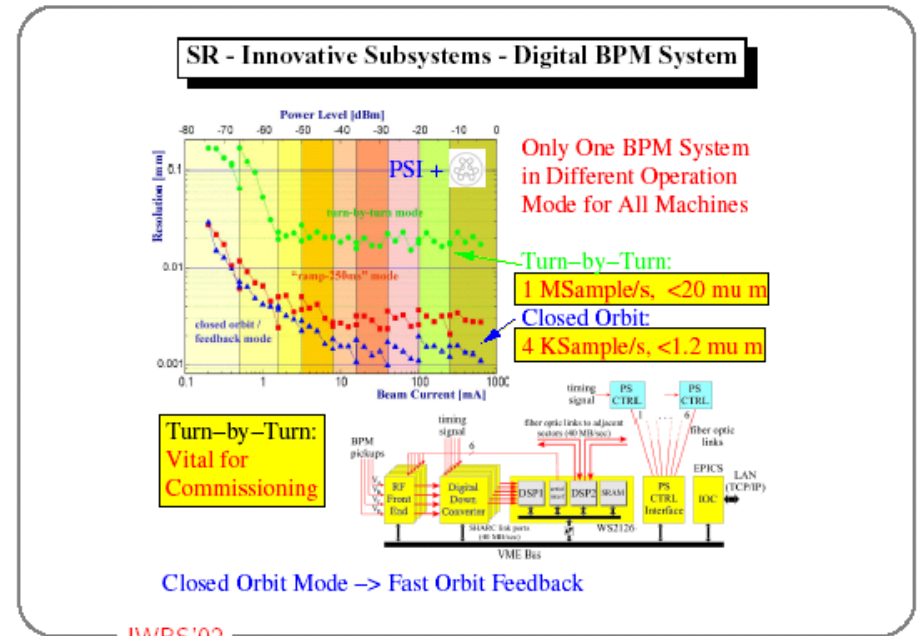 SR - Innovative Subsystems - Digital BPM System
Power Level [dBm]
-80 -70 -60 -50 -40 -30 -20 -10 0
Resolution [mm]
0.1
0.01
0.001
PSI +
turn-by-turn mode
"ramp-250ms" mode
closed orbit /
feedback mode
0.1 1 10 100 1000
Beam Current [mA]
Only One BPM System
in Different Operation
Mode for All Machines
Turn-by-Turn:
1 MSample/s, <20 mu m
Closed Orbit:
4 KSample/s, <1.2 mu m
Turn-by-Turn:
Vital for
Commissioning
timing
signal
PS
CTRL
PS
CTRL
1
6
fiber optic
links
timing
signal
6
fiber optic links to adjacent
sectors (40 MB/sec)
BPM
pickups
RF
Front
End
Digital
Down
Converter
DSP1
DSP2
SRAM
WS2126
SHARC link ports
(40 MB/sec)
PS
CTRL
Interface
EPICS
IOC
LAN
(TCP/IP)
VME Bus
Closed Orbit Mode -> Fast Orbit Feedback